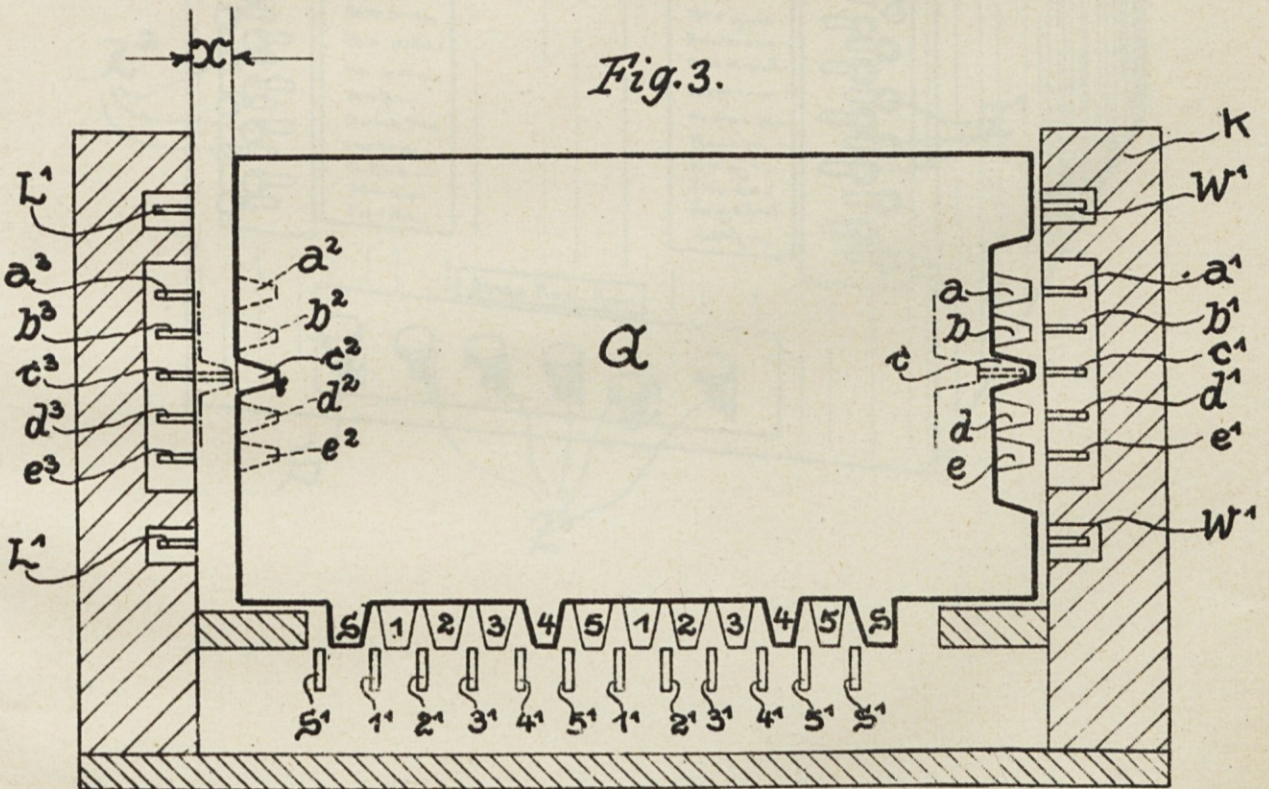 x
Fig. 3.
K
L¹
W¹
a³
a²
a
a¹
b³
b²
b
b¹
Q
c³
c²
c
c¹
d³
d²
d
d¹
e³
e²
e
e¹
L¹
W¹
S 1 2 3 4 5 1 2 3 4 5 S
S¹ 1¹ 2¹ 3¹ 4¹ 5¹ 1¹ 2¹ 3¹ 4¹ 5¹ S¹